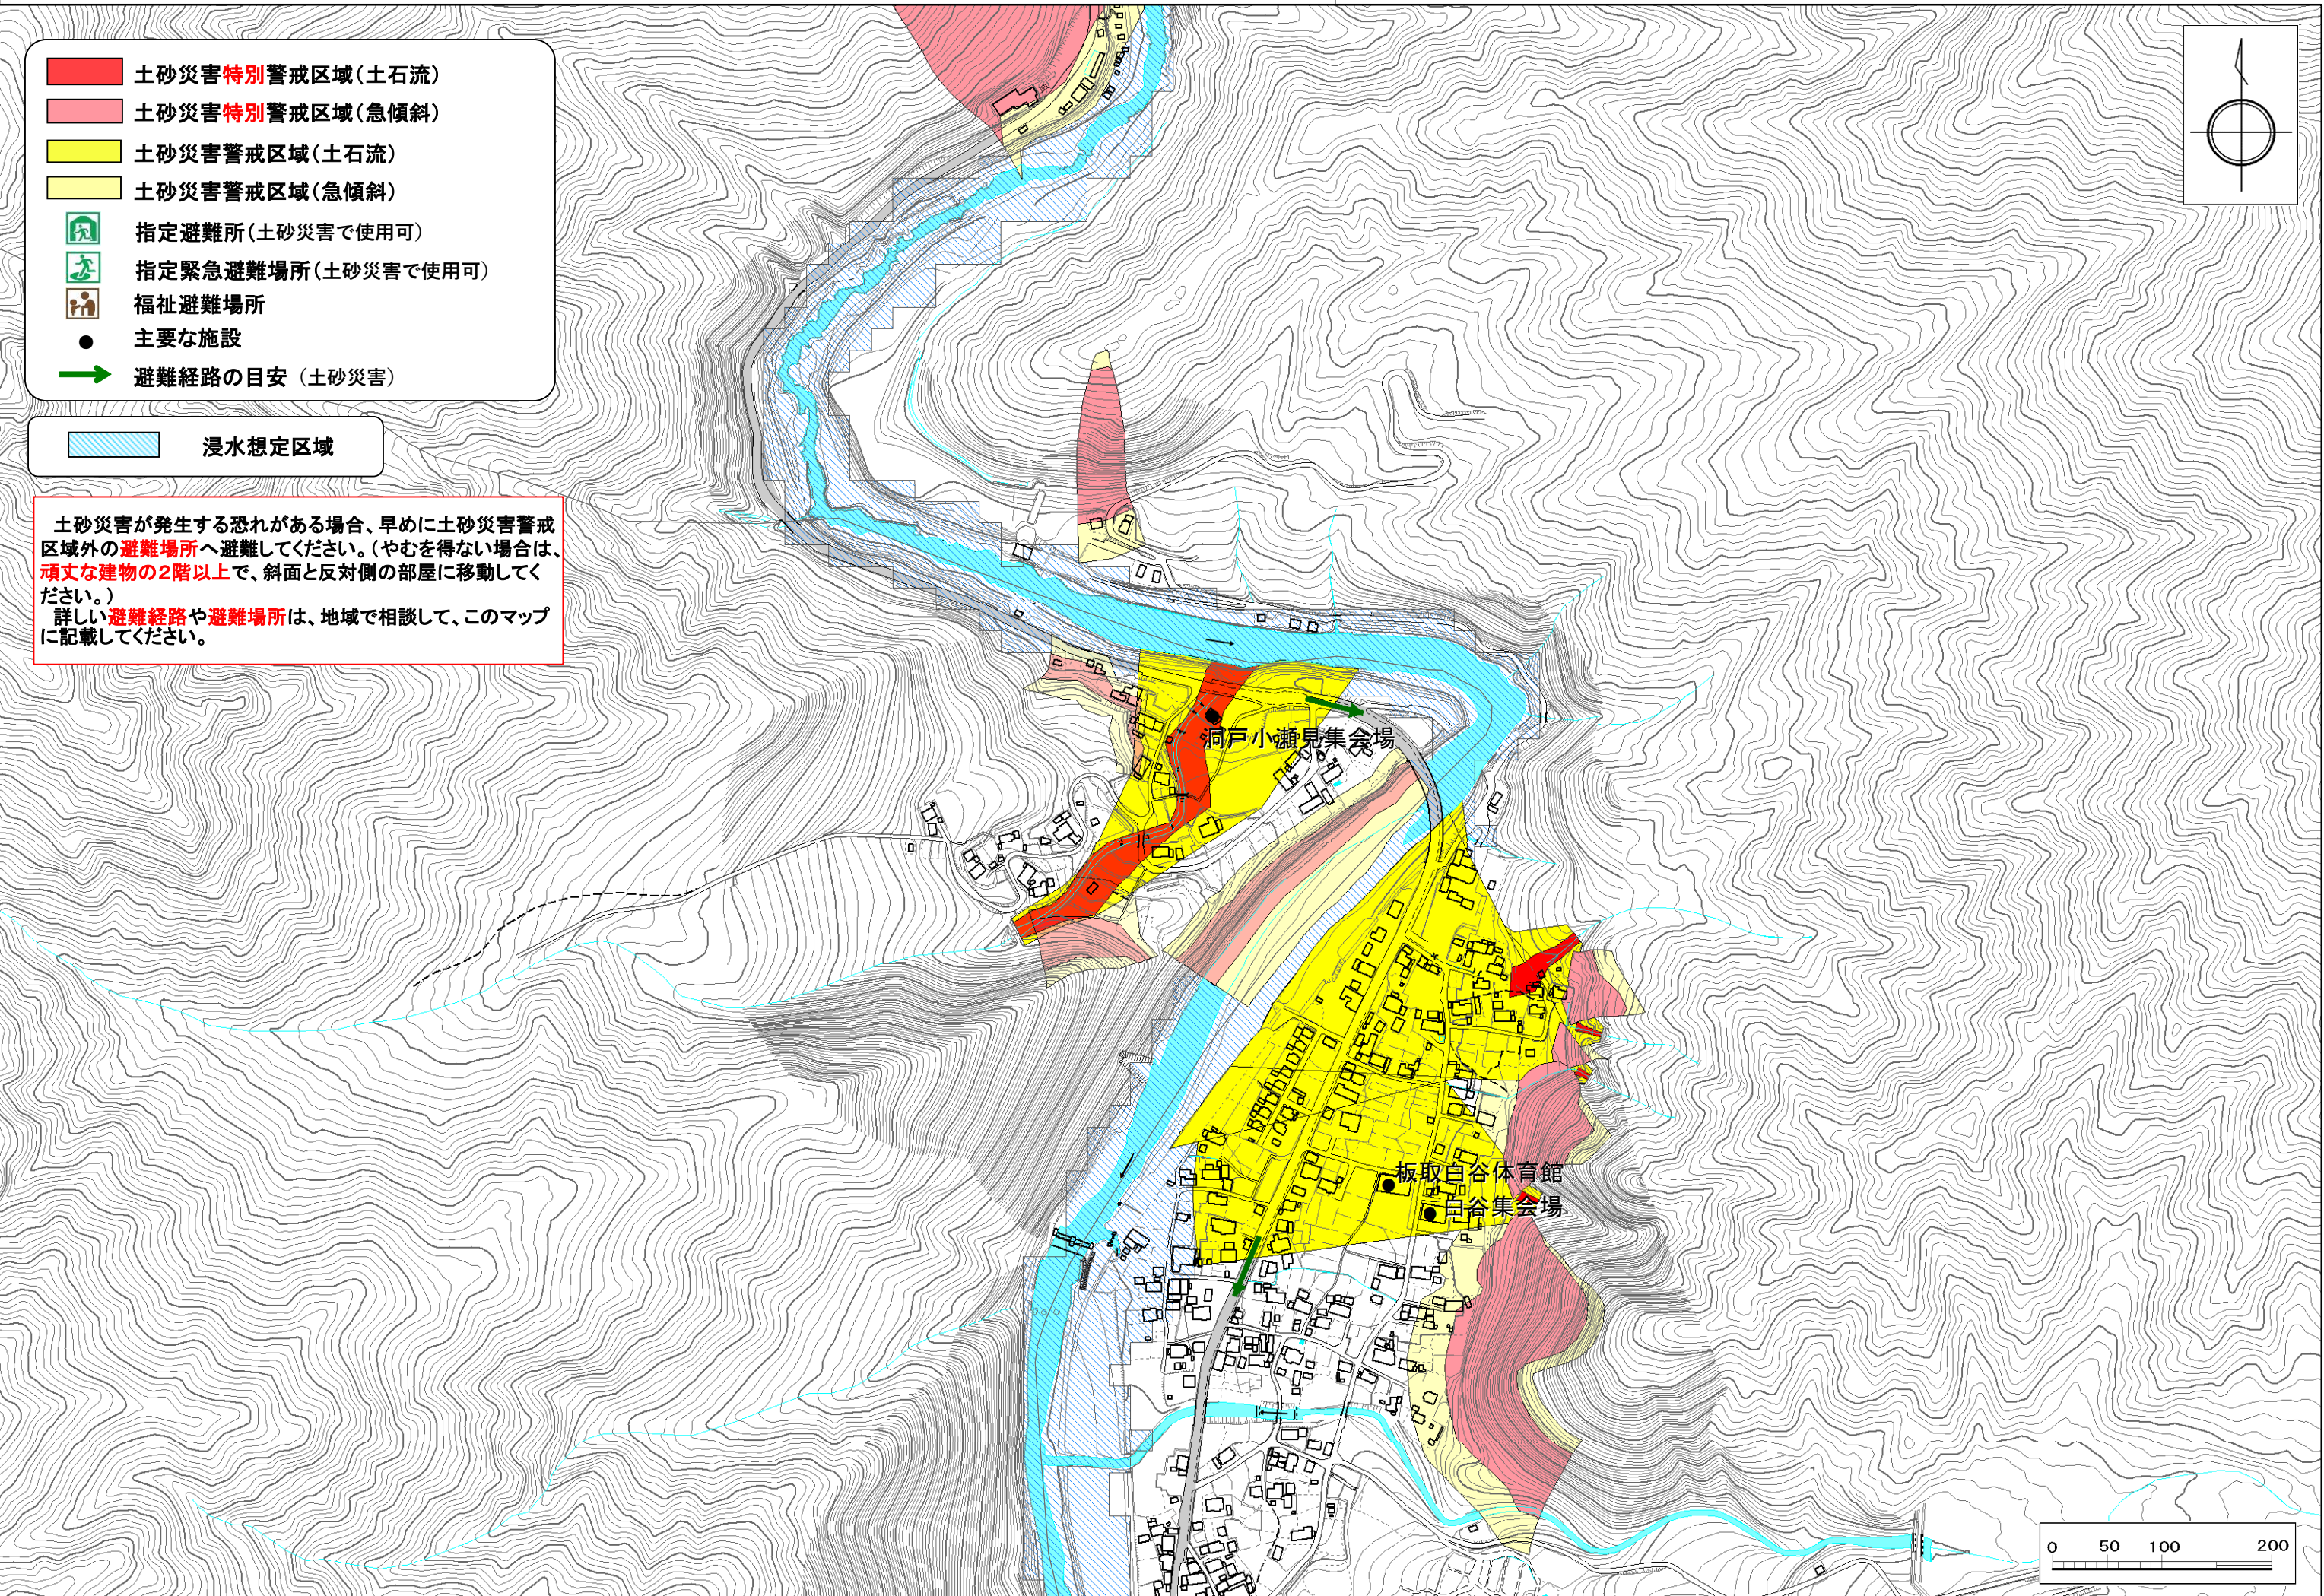 土砂災害特別警戒区域(土石流)
土砂災害特別警戒区域(急傾斜)
土砂災害警戒区域(土石流)
土砂災害警戒区域(急傾斜)
指定避難所(土砂災害で使用可)
指定緊急避難場所(土砂災害で使用可)
福祉避難場所
主要な施設
避難経路の目安 (土砂災害)
浸水想定区域
土砂災害が発生する恐れがある場合、早めに土砂災害警戒
区域外の避難場所へ避難してください。(やむを得ない場合は、
頑丈な建物の2階以上で、斜面と反対側の部屋に移動してく
ださい。)
詳しい避難経路や避難場所は、地域で相談して、このマップ
に記載してください。
洞戸小瀬見集会場
板取白谷体育館
白谷集会場
0 50 100 200